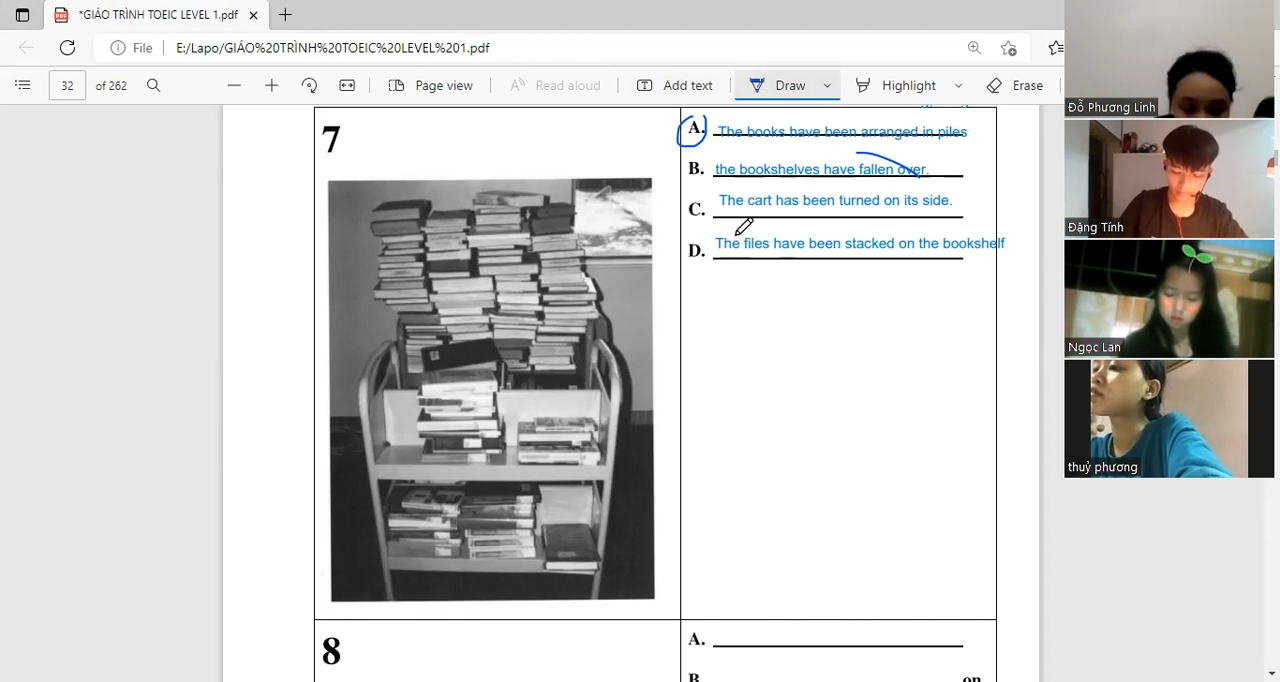 *GIÁO TRÌNH TOEIC LEVEL 1.pdf
File E:/Lapo/GIÁO%20TRÌNH%20TOEIC%20LEVEL%201.pdf
32 of 262 Page view Read aloud Add text Draw Highlight Erase
7
A. The books have been arranged in piles
B. the bookshelves have fallen over.
C. The cart has been turned on its side.
D. The files have been stacked on the bookshelf
8
A.
B. on
Đỗ Phương Linh
Đặng Tính
Ngọc Lan
thuỷ phương